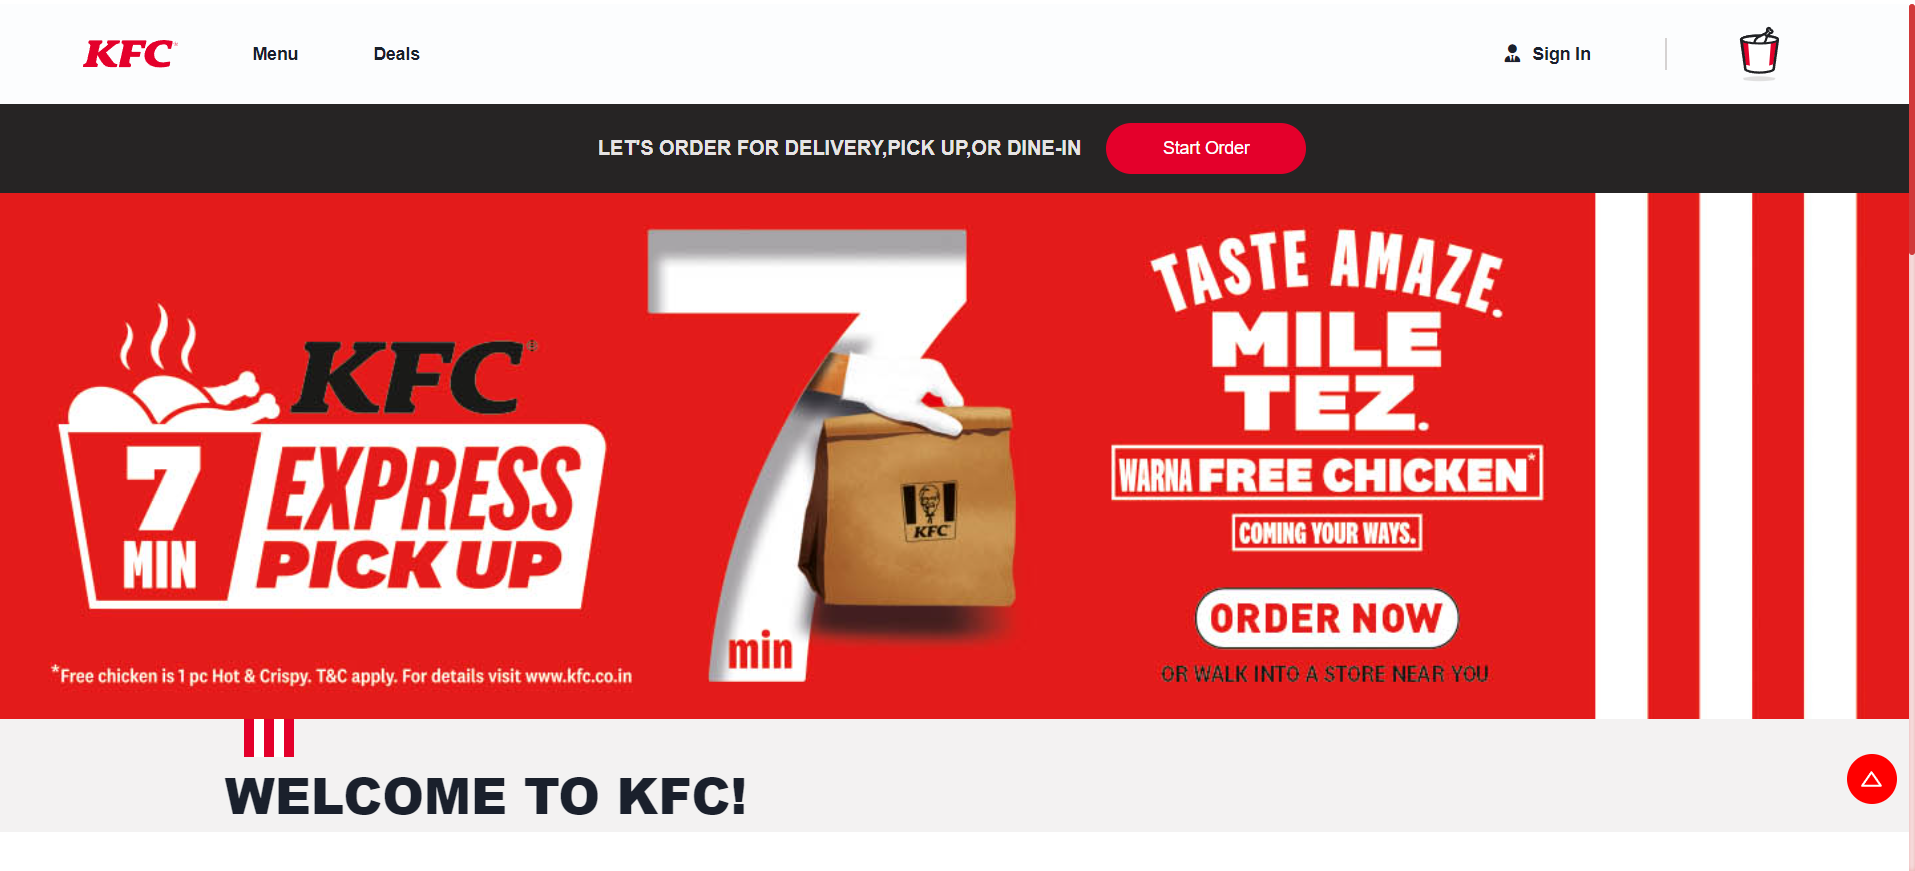 KFC
Menu
Deals
Sign In
LET'S ORDER FOR DELIVERY,PICK UP,OR DINE-IN
Start Order
KFC®
7
MIN
EXPRESS
PICK UP
*Free chicken is 1 pc Hot & Crispy. T&C apply. For details visit www.kfc.co.in
7
min
KFC
TASTE AMAZE.
MILE
TEZ.
WARNA FREE CHICKEN*
COMING YOUR WAYS.
ORDER NOW
OR WALK INTO A STORE NEAR YOU
WELCOME TO KFC!